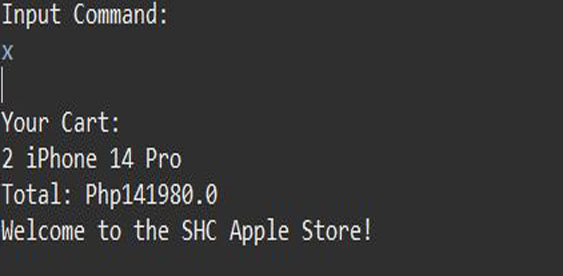 Input Command:
x
Your Cart:
2 iPhone 14 Pro
Total: Php141980.0
Welcome to the SHC Apple Store!